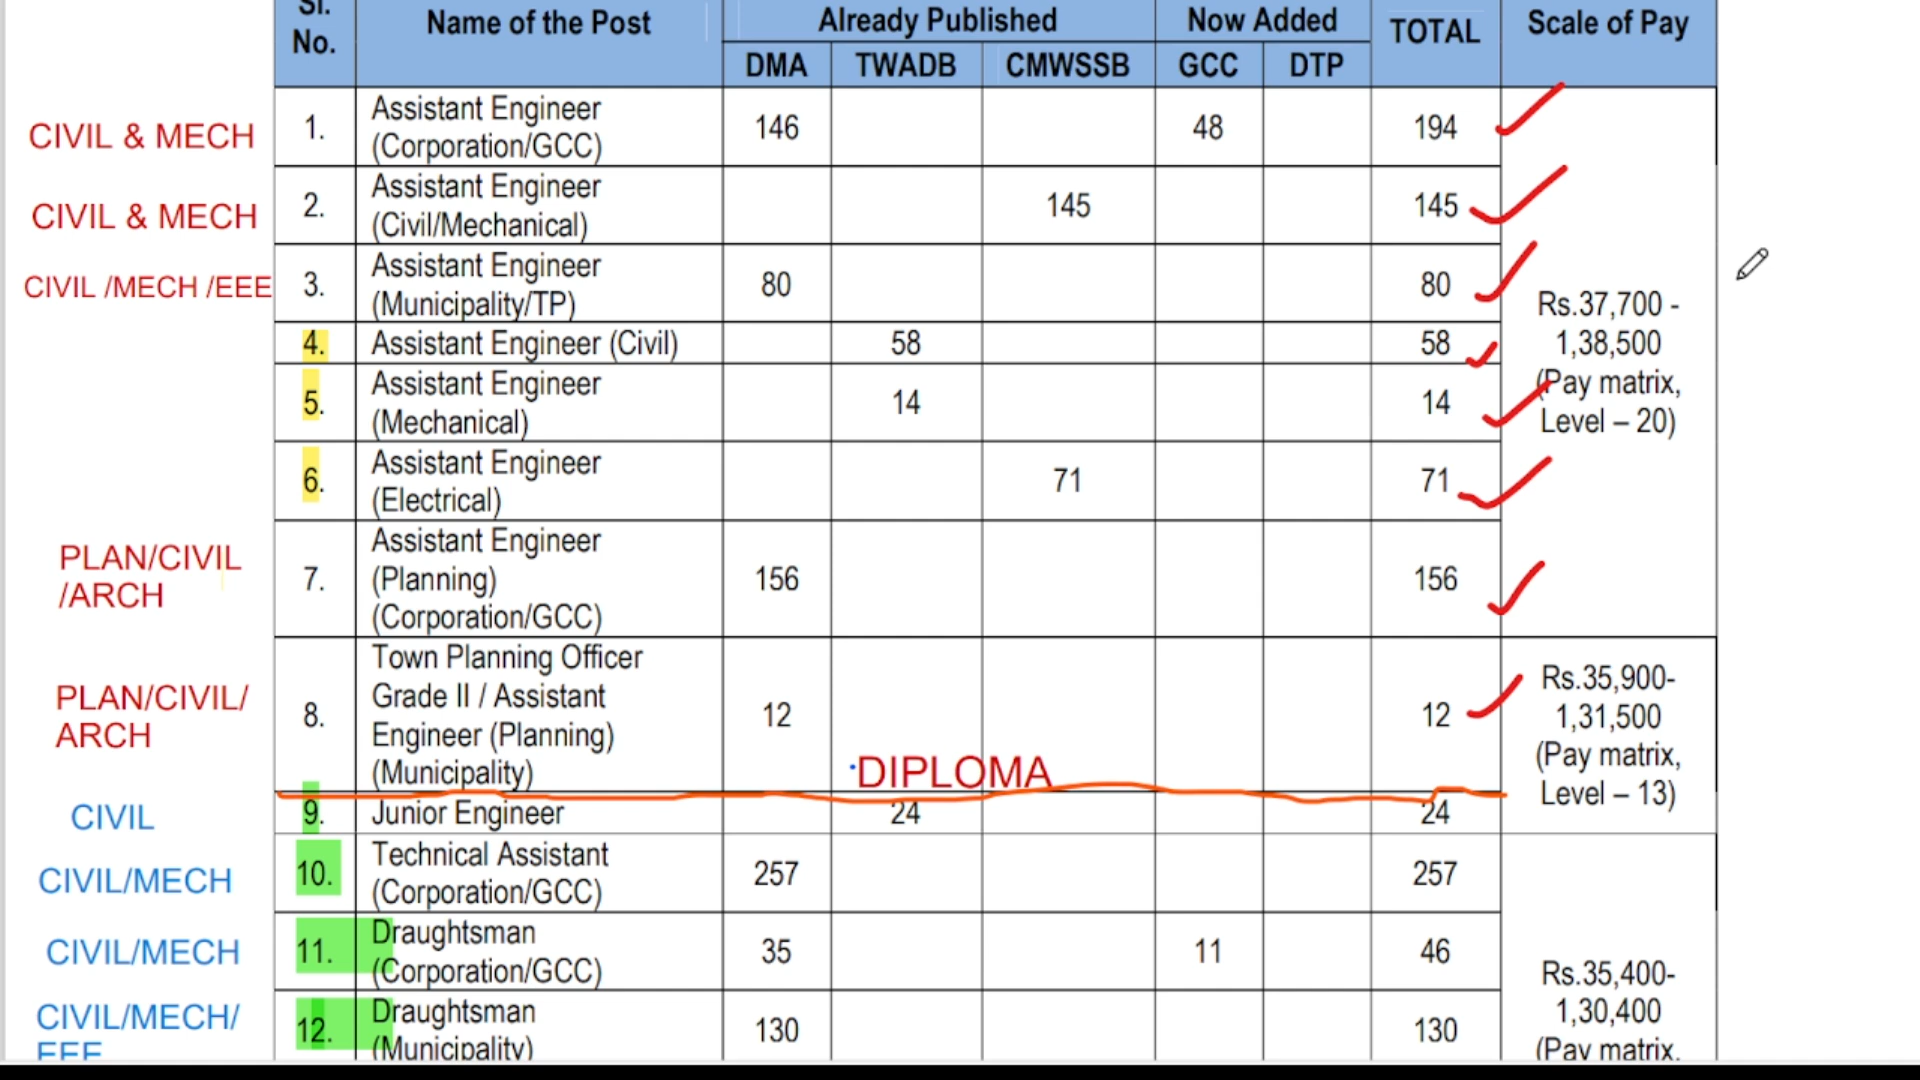 Sl.
No.
Name of the Post
Already Published
Now Added
TOTAL
Scale of Pay
DMA
TWADB
CMWSSB
GCC
DTP
CIVIL & MECH
1.
Assistant Engineer
(Corporation/GCC)
146
48
194
CIVIL & MECH
2.
Assistant Engineer
(Civil/Mechanical)
145
145
CIVIL /MECH /EEE
3.
Assistant Engineer
(Municipality/TP)
80
80
4.
Assistant Engineer (Civil)
58
58
5.
Assistant Engineer
(Mechanical)
14
14
6.
Assistant Engineer
(Electrical)
71
71
PLAN/CIVIL
/ARCH
7.
Assistant Engineer
(Planning)
(Corporation/GCC)
156
156
Rs.37,700 -
1,38,500
(Pay matrix,
Level – 20)
PLAN/CIVIL/
ARCH
8.
Town Planning Officer
Grade II / Assistant
Engineer (Planning)
(Municipality)
12
12
DIPLOMA
CIVIL
9.
Junior Engineer
24
24
Rs.35,900-
1,31,500
(Pay matrix,
Level – 13)
CIVIL/MECH
10.
Technical Assistant
(Corporation/GCC)
257
257
CIVIL/MECH
11.
Draughtsman
(Corporation/GCC)
35
11
46
CIVIL/MECH/
EEE
12.
Draughtsman
(Municipality)
130
130
Rs.35,400-
1,30,400
(Pay matrix,